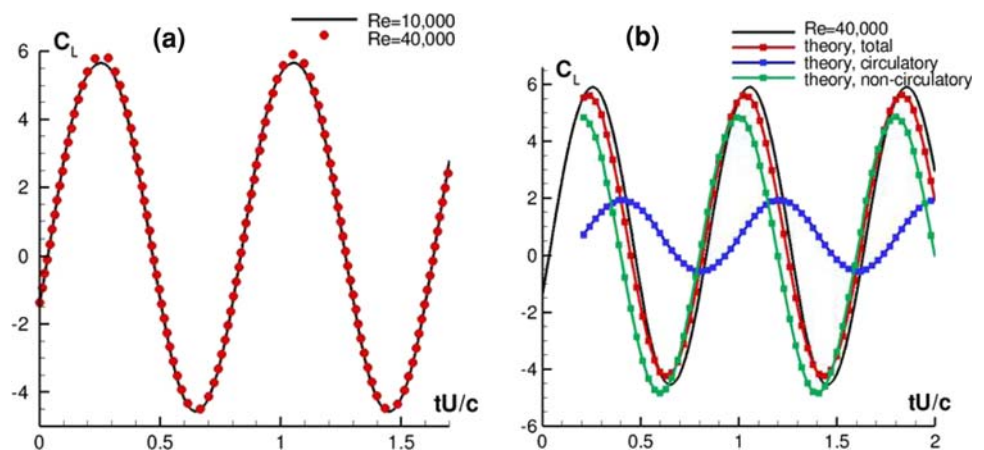 (a)
Re=10,000
Re=40,000
CL
6
4
2
0
-2
-4
tU/c
0 0.5 1 1.5
(b)
Re=40,000
theory, total
theory, circulatory
theory, non-circulatory
CL
6
4
2
0
-2
-4
-6
tU/c
0 0.5 1 1.5 2